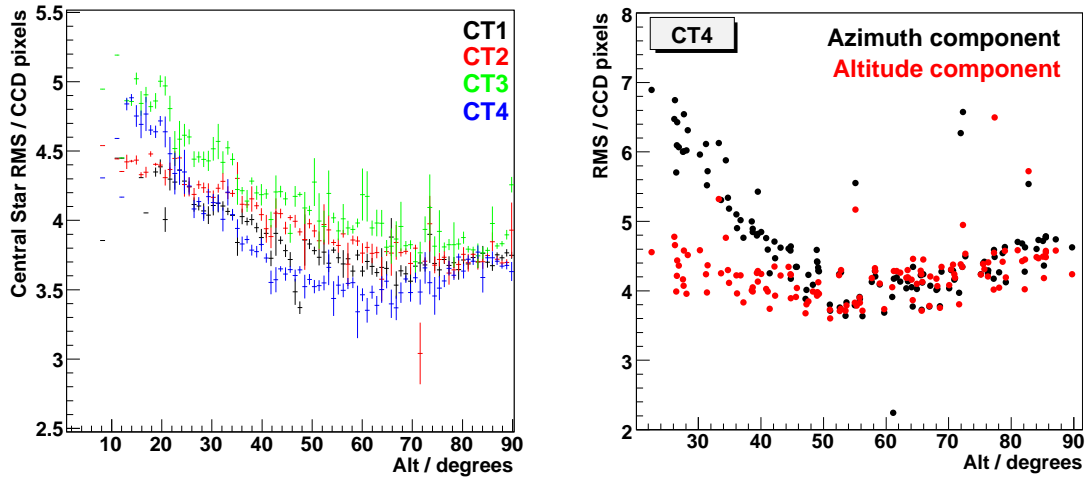 Central Star RMS / CCD pixels
5.5
5
4.5
4
3.5
3
2.5
CT1
CT2
CT3
CT4
10 20 30 40 50 60 70 80 90
Alt / degrees
RMS / CCD pixels
8
7
6
5
4
3
2
CT4
Azimuth component
Altitude component
30 40 50 60 70 80 90
Alt / degrees